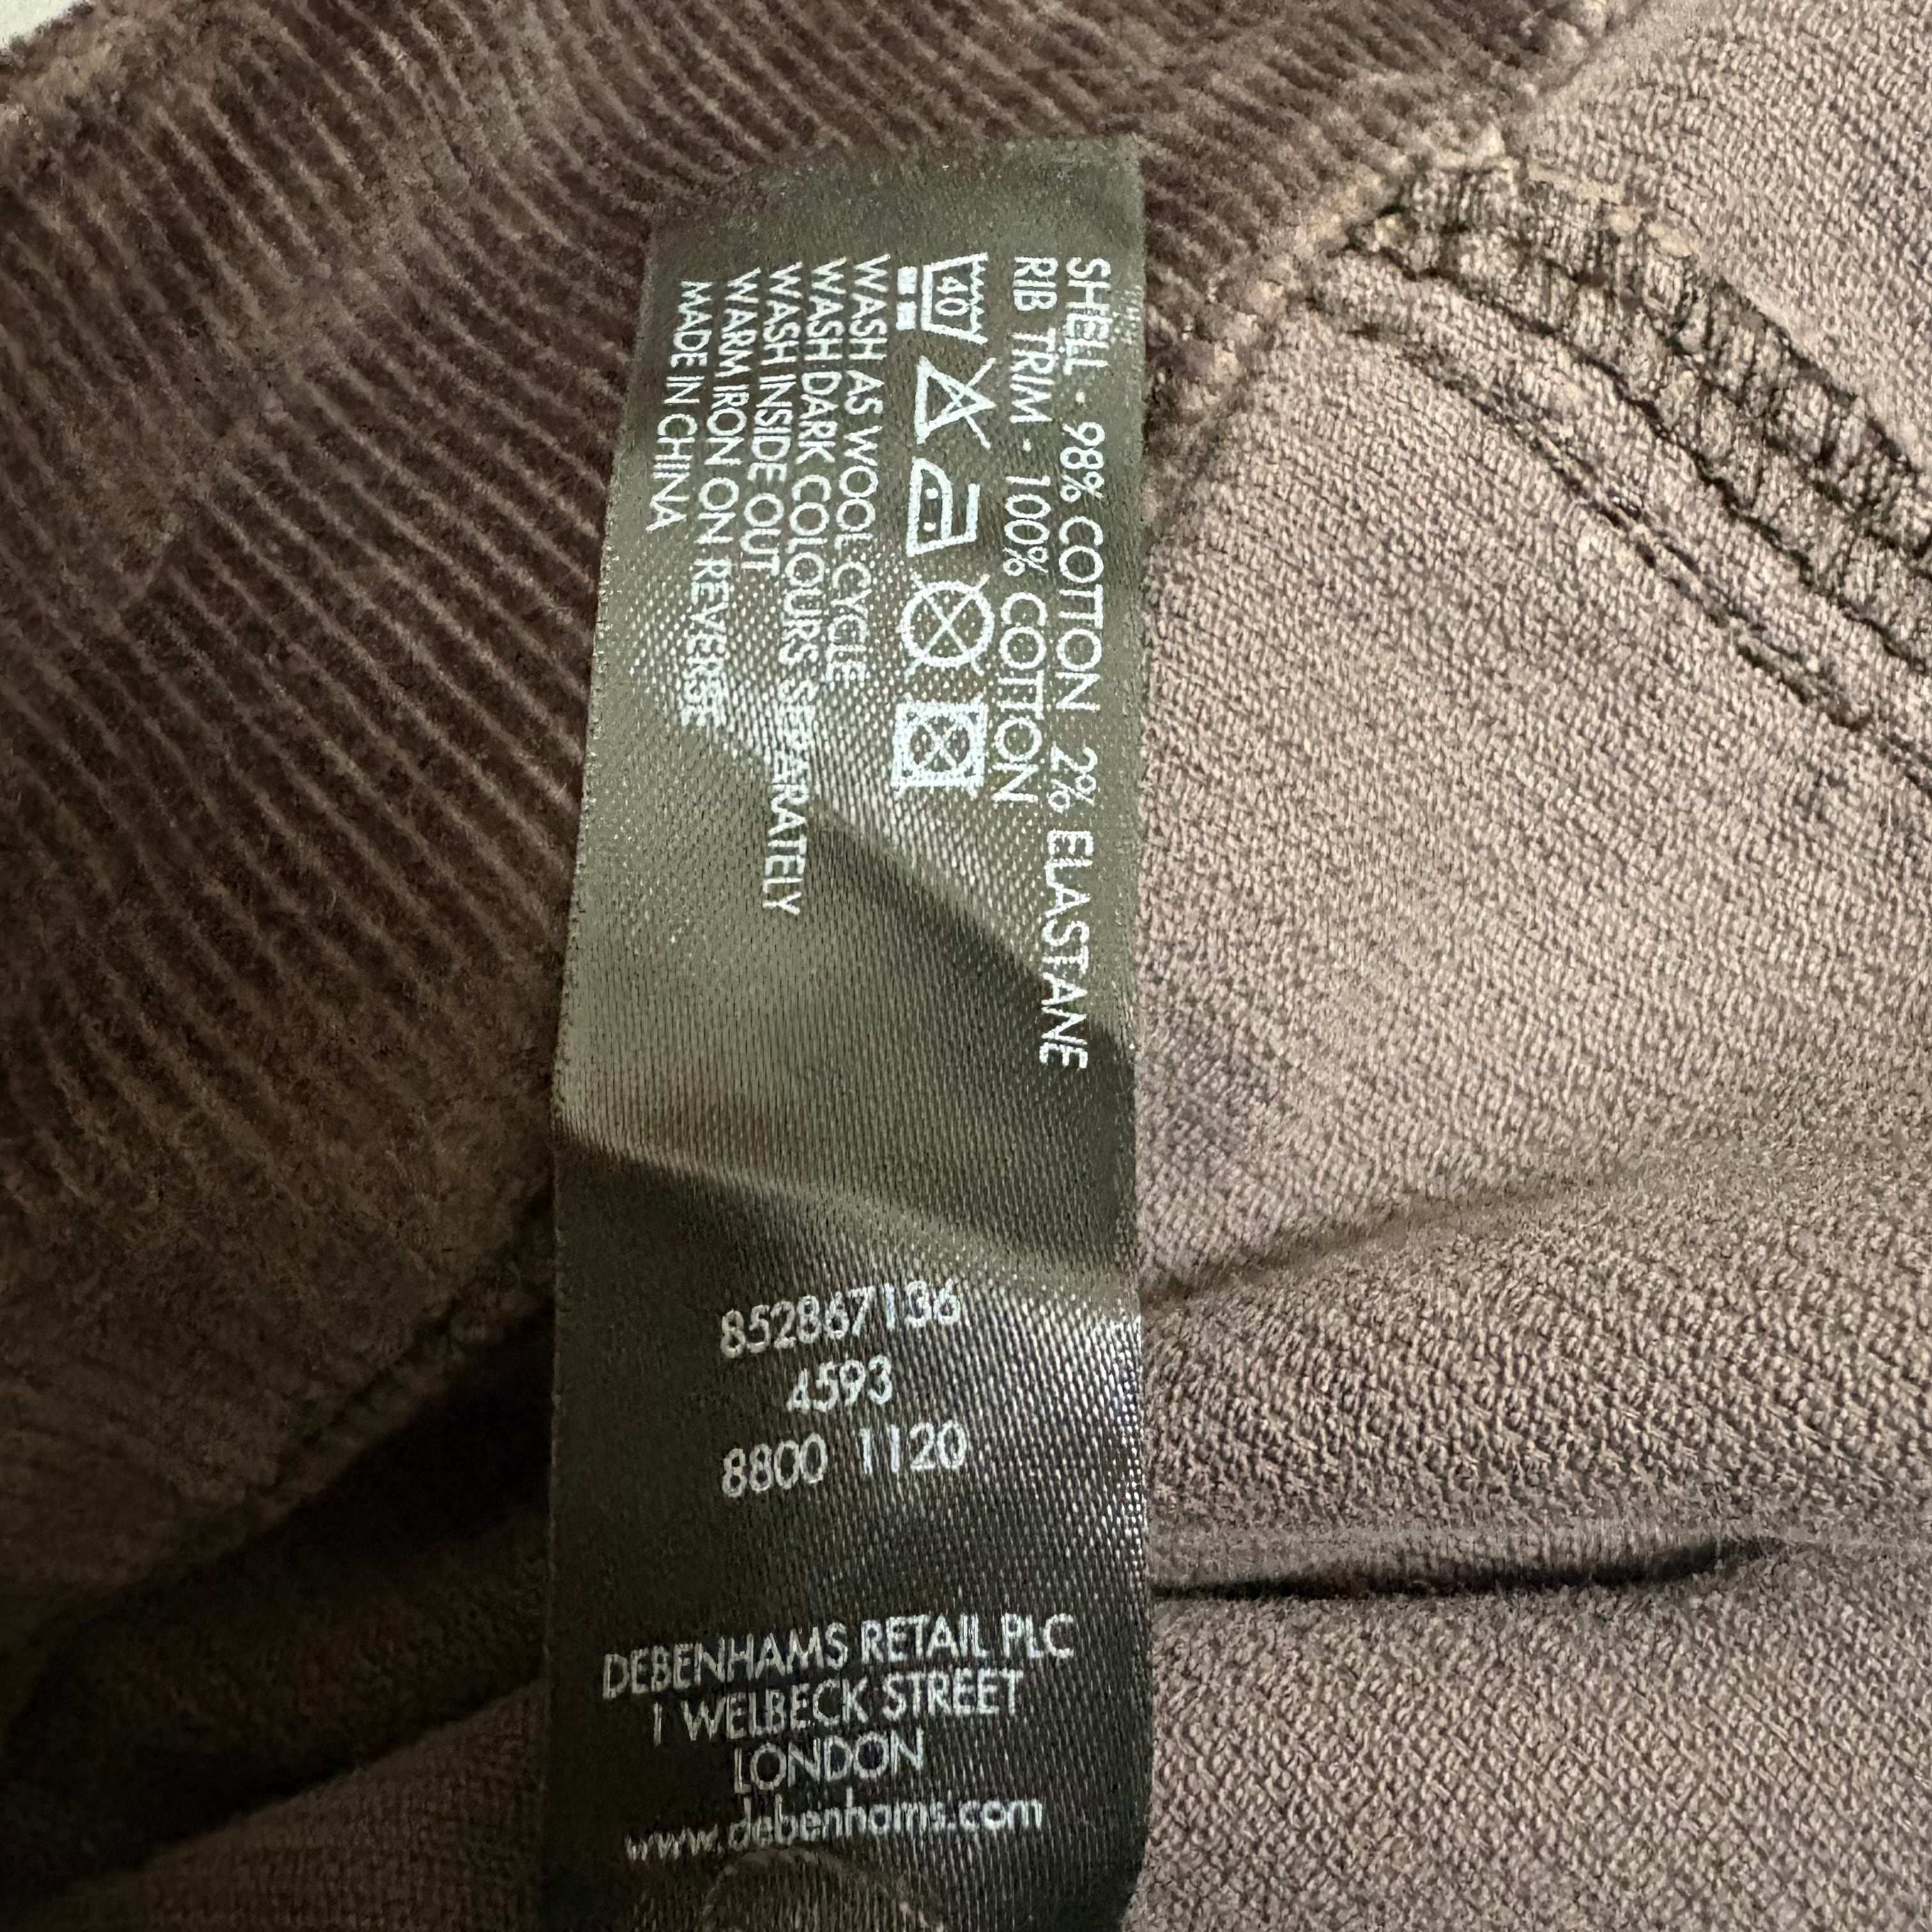 SHELL - 98% COTTON 2% ELASTANE
RIB TRIM - 100% COTTON
40
WASH AS WOOL CYCLE
WASH DARK COLOURS SEPARATELY
WASH INSIDE OUT
WARM IRON ON REVERSE
MADE IN CHINA
852867136
4593
8800 1120
DEBENHAMS RETAIL PLC
1 WELBECK STREET
LONDON
www.debenhams.com